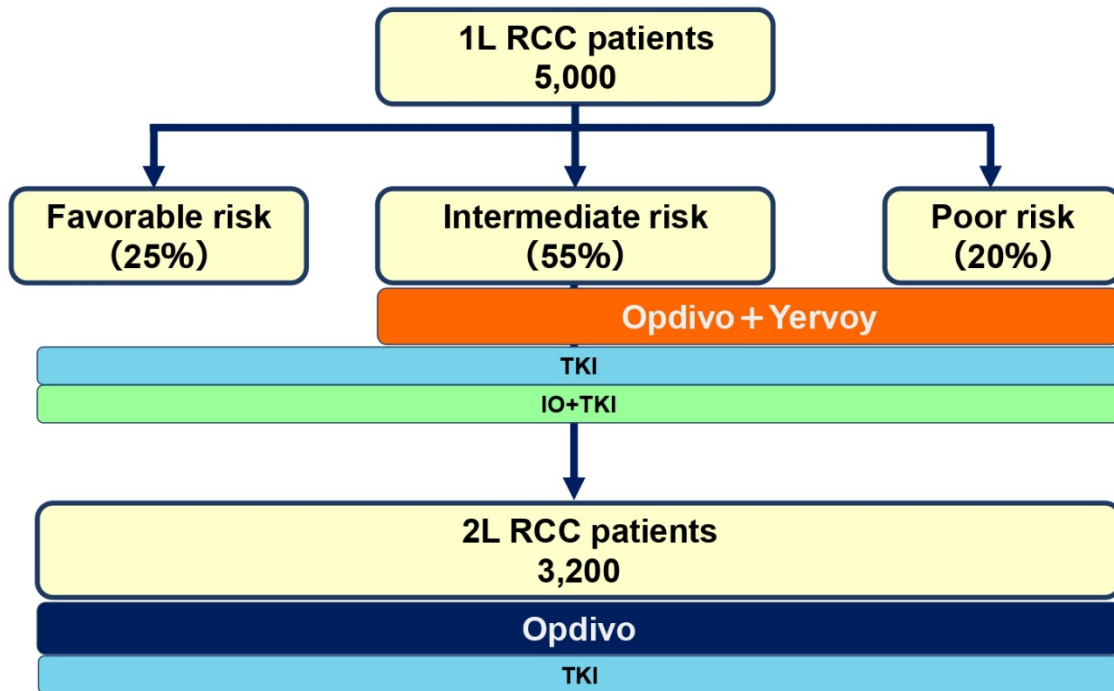 1L RCC patients
5,000
Favorable risk
(25%)
Intermediate risk
(55%)
Poor risk
(20%)
Opdivo＋Yervoy
TKI
IO+TKI
2L RCC patients
3,200
Opdivo
TKI